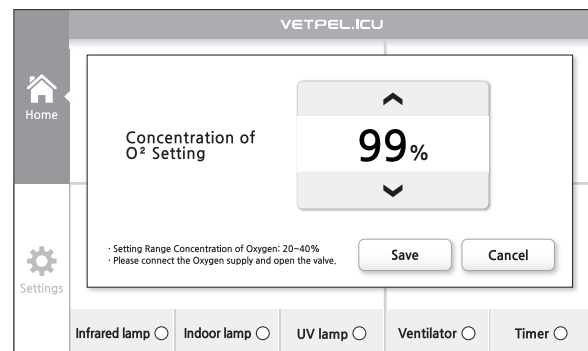 VETPEL.ICU
Home
Concentration of
O² Setting
99%
· Setting Range Concentration of Oxygen: 20~40%
· Please connect the Oxygen supply and open the valve.
Save
Cancel
Settings
Infrared lamp
Indoor lamp
UV lamp
Ventilator
Timer